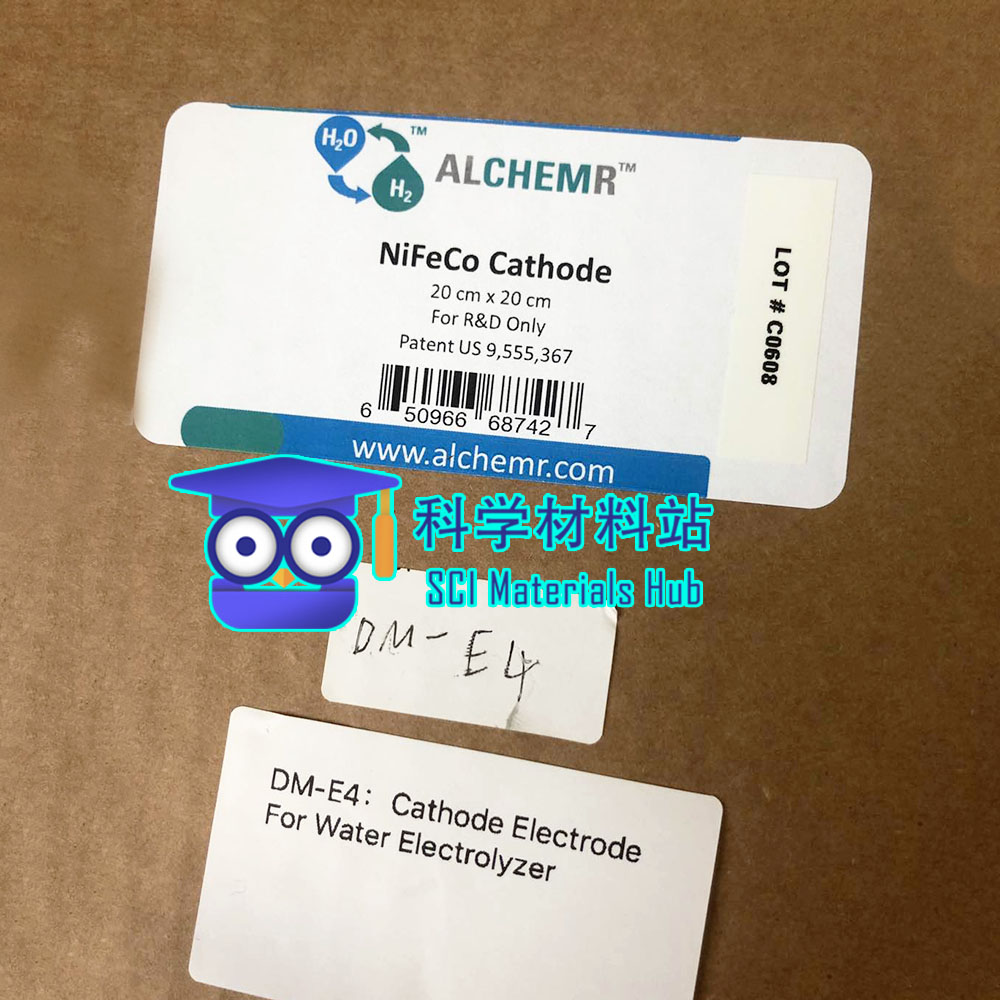 H2O
™
H2
ALCHEMR™
NiFeCo Cathode
20 cm x 20 cm
For R&D Only
Patent US 9,555,367
6 50966 68742 7
www.alchemr.com
LOT # C0608
科学材料站
SCI Materials Hub
DM-E4
DM-E4： Cathode Electrode
For Water Electrolyzer